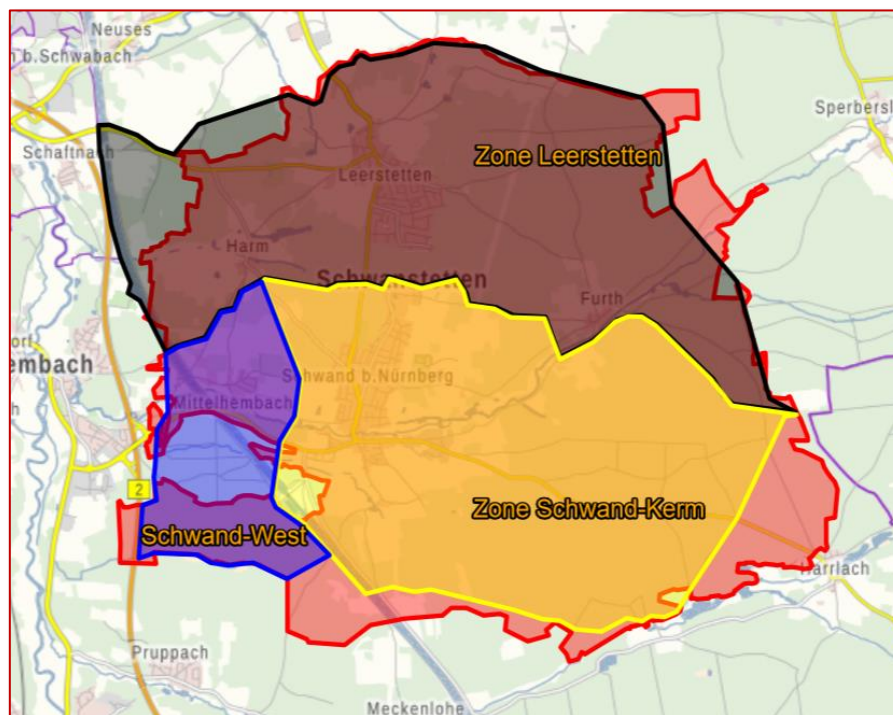 Neuses
n b.Schwabach
Sperbersl
Schaftnach
Zone Leerstetten
Leerstetten
Harm
Schwanstetten
Furth
orf
embach
Schwand b.Nürnberg
Mittelhembach
2
Zone Schwand-Kerm
Schwand-West
Harrlach
Pruppach
Meckenlohe